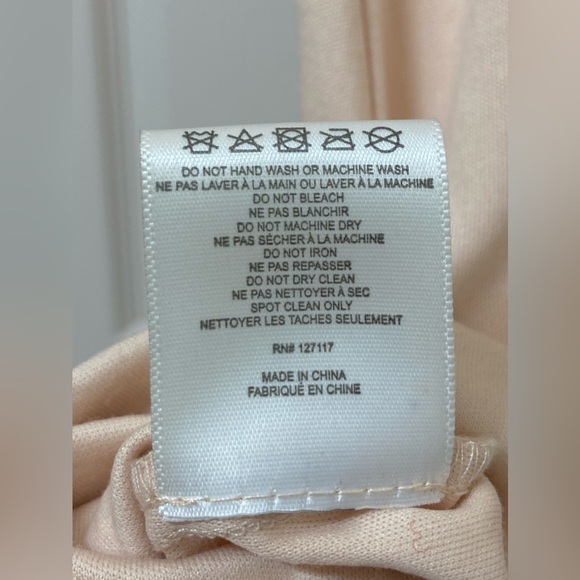 DO NOT HAND WASH OR MACHINE WASH
NE PAS LAVER À LA MAIN OU LAVER À LA MACHINE
DO NOT BLEACH
NE PAS BLANCHIR
DO NOT MACHINE DRY
NE PAS SÉCHER À LA MACHINE
DO NOT IRON
NE PAS REPASSER
DO NOT DRY CLEAN
NE PAS NETTOYER À SEC
SPOT CLEAN ONLY
NETTOYER LES TACHES SEULEMENT
RN# 127117
MADE IN CHINA
FABRIQUÉ EN CHINE